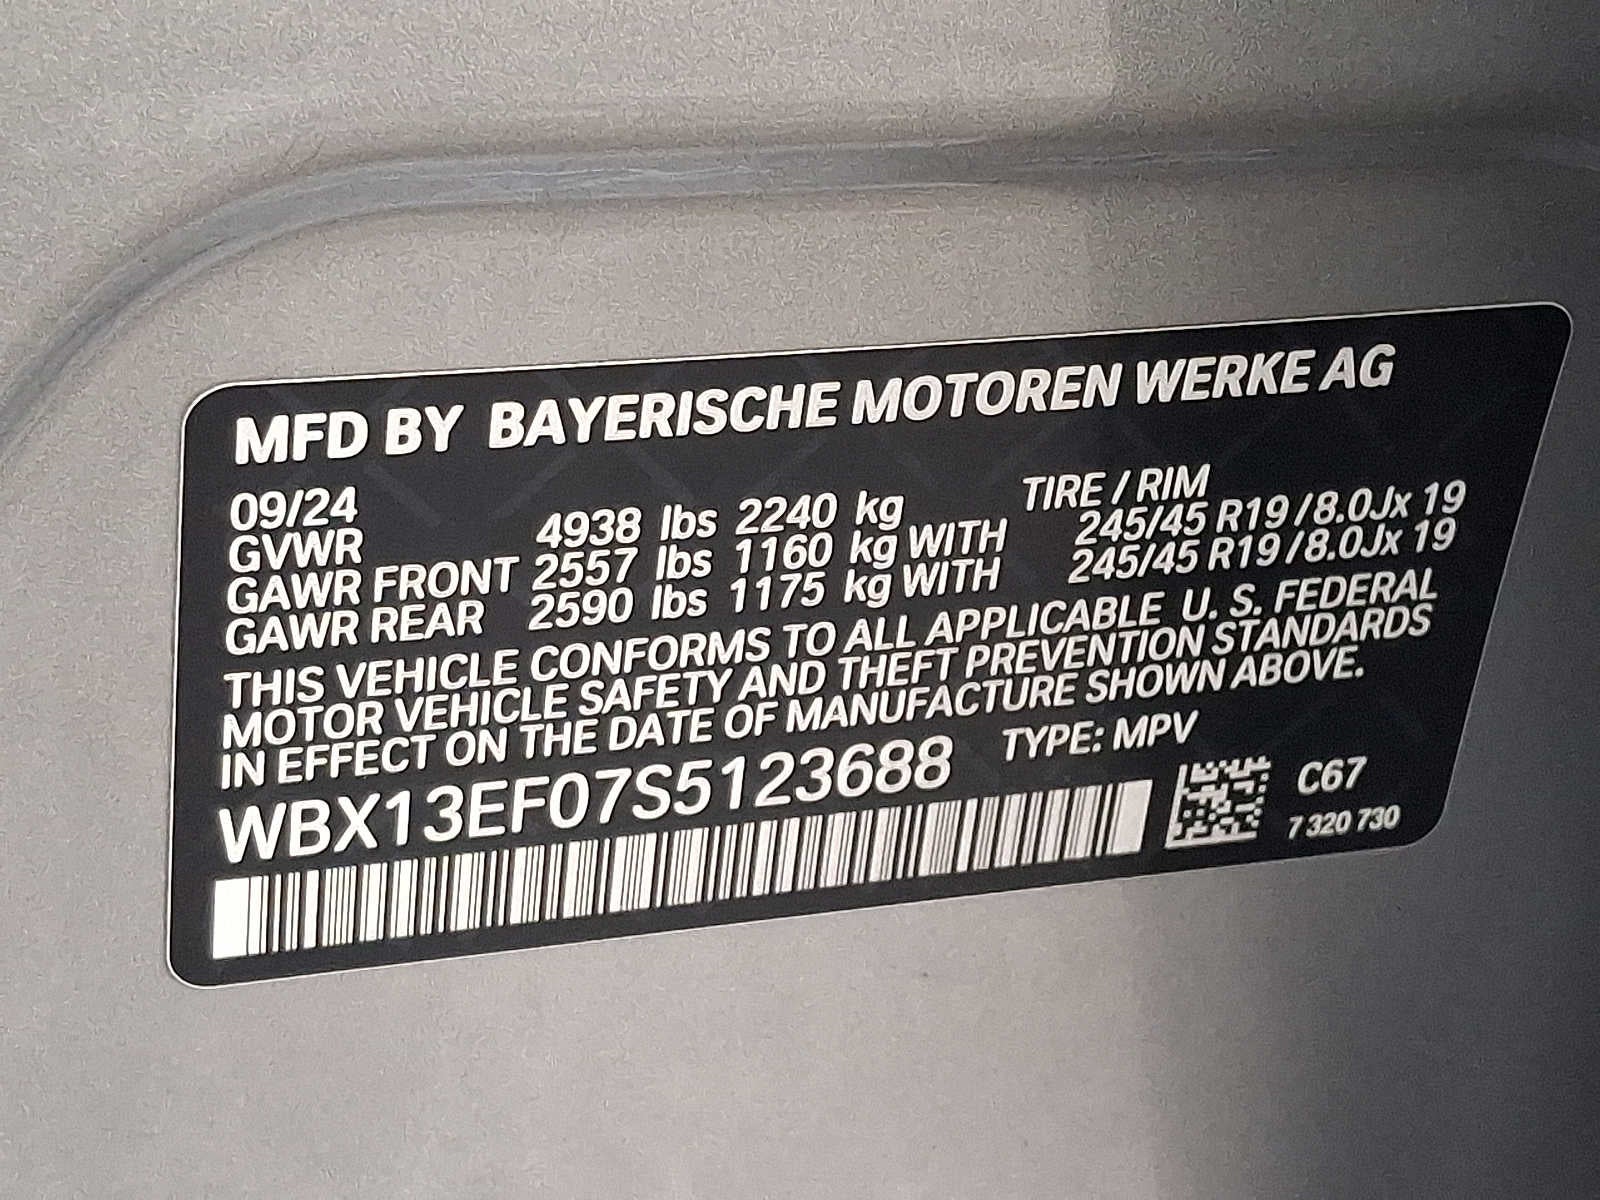 MFD BY BAYERISCHE MOTOREN WERKE AG
09/24 TIRE / RIM
GVWR 4938 lbs 2240 kg
GAWR FRONT 2557 lbs 1160 kg WITH 245/45 R19 /8.0Jx 19
GAWR REAR 2590 lbs 1175 kg WITH 245/45 R19 /8.0Jx 19
THIS VEHICLE CONFORMS TO ALL APPLICABLE U. S. FEDERAL
MOTOR VEHICLE SAFETY AND THEFT PREVENTION STANDARDS
IN EFFECT ON THE DATE OF MANUFACTURE SHOWN ABOVE.
WBX13EF07S5123688 TYPE: MPV
C67
7 320 730